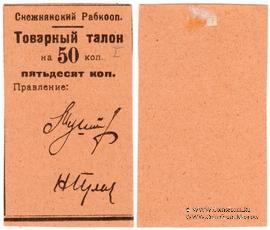 Снежнянский Рабкооп.
Товарный талон
на 50 коп.
I
пятьдесят коп.
Правление: